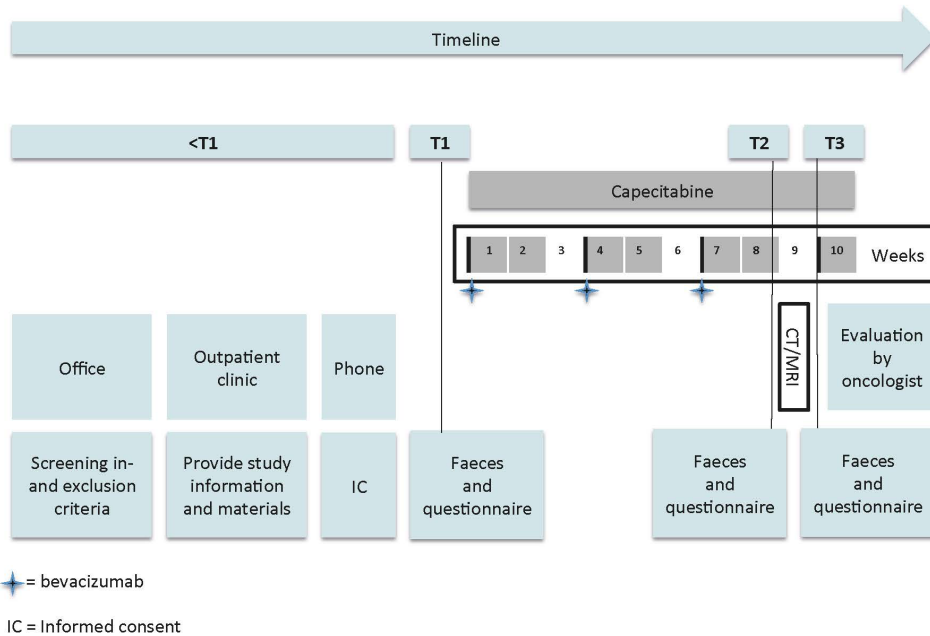 Timeline
<T1
T1
T2
T3
Capecitabine
1 2 3 4 5 6 7 8 9 10 Weeks
Office
Outpatient
clinic
Phone
CT/MRI
Evaluation
by
oncologist
Screening in-
and exclusion
criteria
Provide study
information
and materials
IC
Faeces
and
questionnaire
Faeces
and
questionnaire
Faeces
and
questionnaire
= bevacizumab
IC = Informed consent